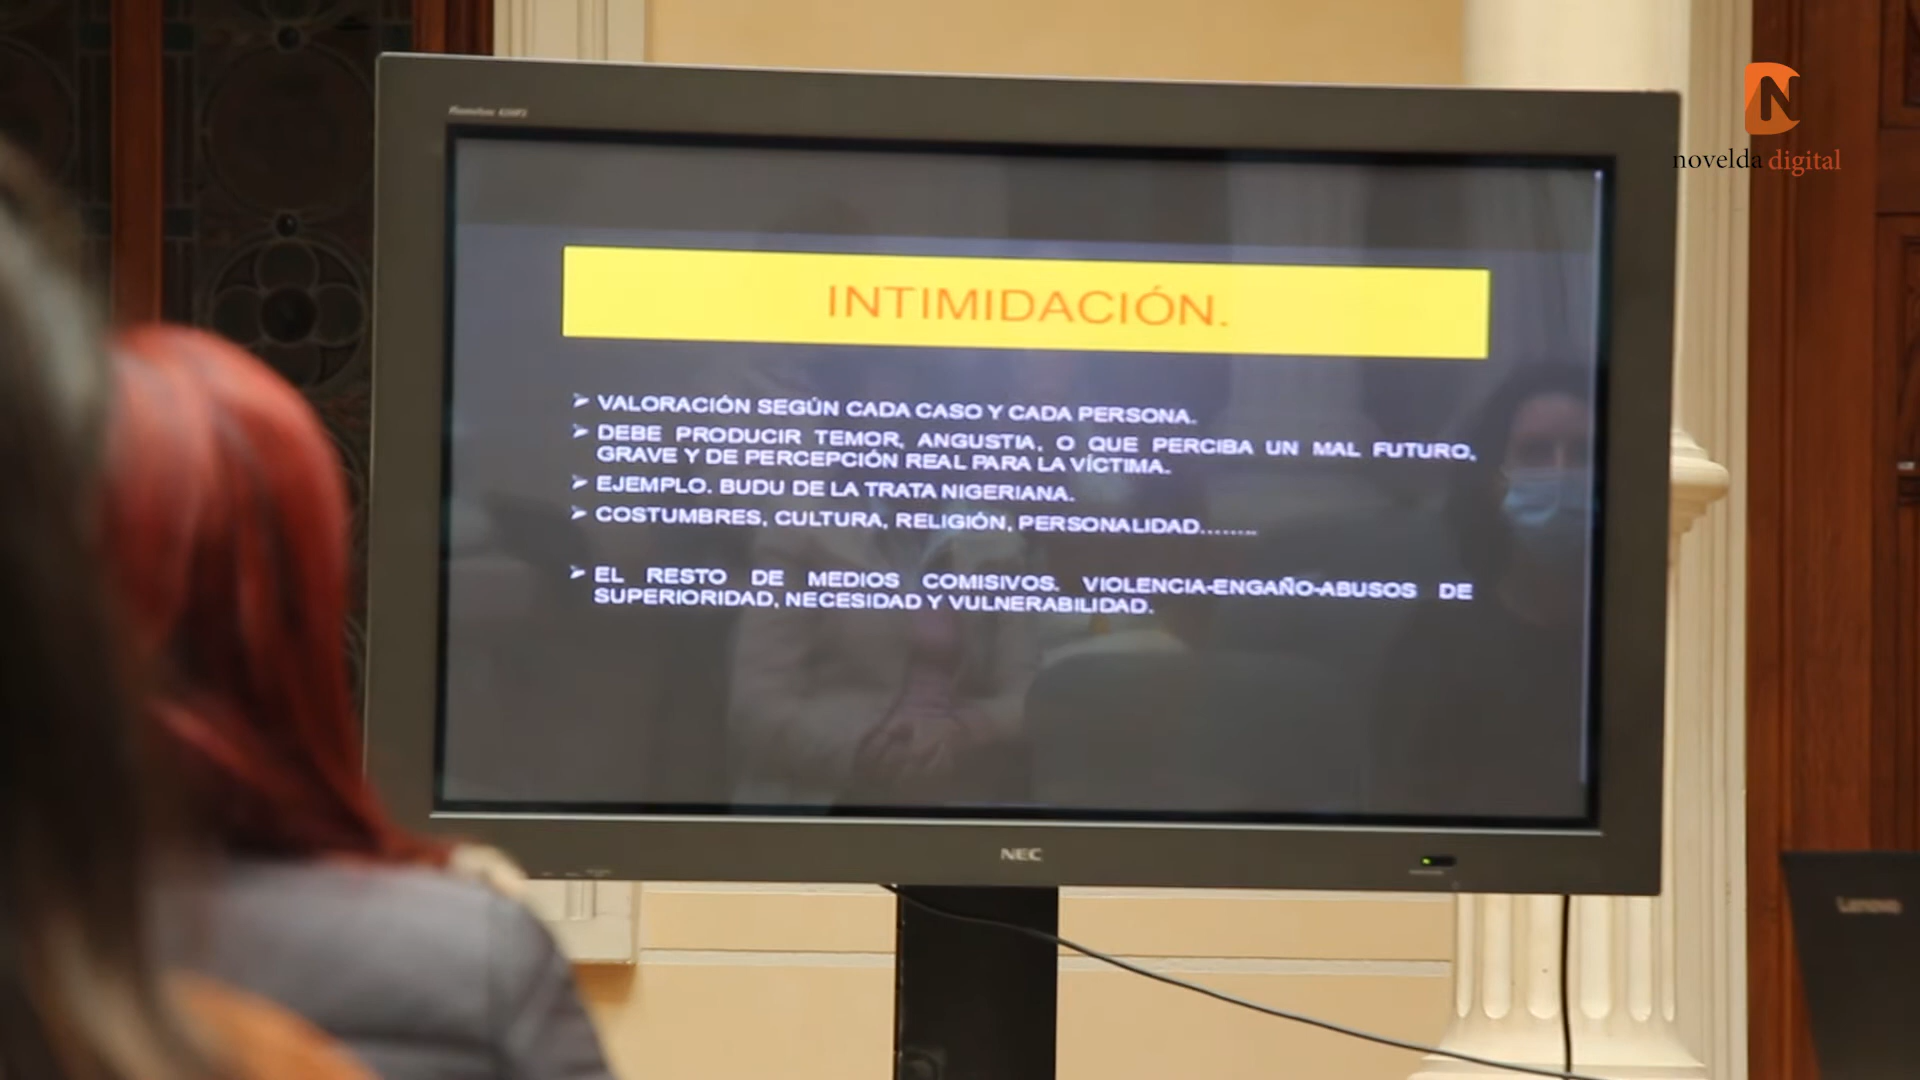 novelda digital
INTIMIDACIÓN.
➢ VALORACIÓN SEGÚN CADA CASO Y CADA PERSONA.
➢ DEBE PRODUCIR TEMOR, ANGUSTIA, O QUE PERCIBA UN MAL FUTURO,
GRAVE Y DE PERCEPCIÓN REAL PARA LA VÍCTIMA.
➢ EJEMPLO. BUDU DE LA TRATA NIGERIANA.
➢ COSTUMBRES, CULTURA, RELIGIÓN, PERSONALIDAD........
➢ EL RESTO DE MEDIOS COMISIVOS. VIOLENCIA-ENGAÑO-ABUSOS DE
SUPERIORIDAD, NECESIDAD Y VULNERABILIDAD.
NEC
Lenovo